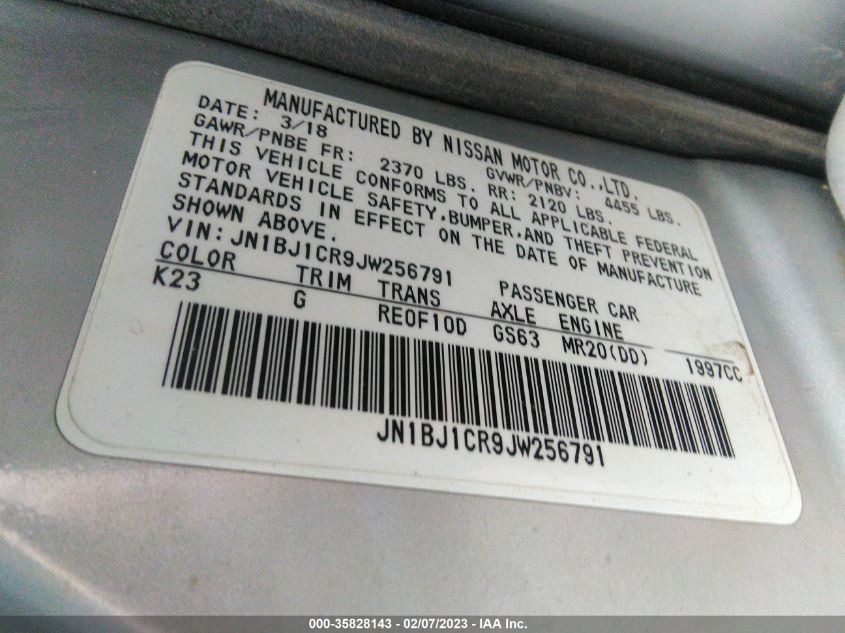 MANUFACTURED BY NISSAN MOTOR CO.,LTD.
DATE: 3/18 GVWR/PNBV: 4455 LBS.
GAWR/PNBE FR: 2370 LBS. RR: 2120 LBS.
THIS VEHICLE CONFORMS TO ALL APPLICABLE FEDERAL
MOTOR VEHICLE SAFETY,BUMPER,AND THEFT PREVENTION
STANDARDS IN EFFECT ON THE DATE OF MANUFACTURE
SHOWN ABOVE.
VIN:JN1BJ1CR9JW256791 PASSENGER CAR
COLOR TRIM TRANS AXLE ENGINE
K23 G RE0F10D GS63 MR20(DD) 1997CC
JN1BJ1CR9JW256791
000-35828143 - 02/07/2023 - IAA Inc.